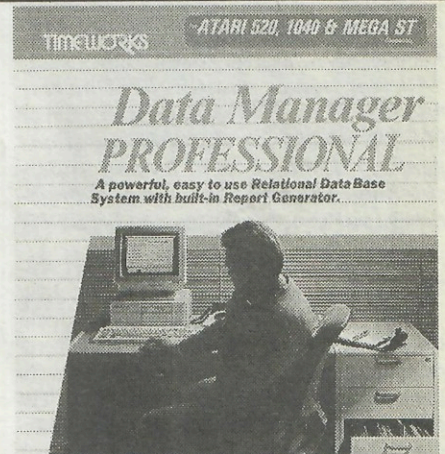 TIMEWORKS
ATARI 520, 1040 & MEGA ST
Data Manager
PROFESSIONAL
A powerful, easy to use Relational Data Base
System with built-in Report Generator.